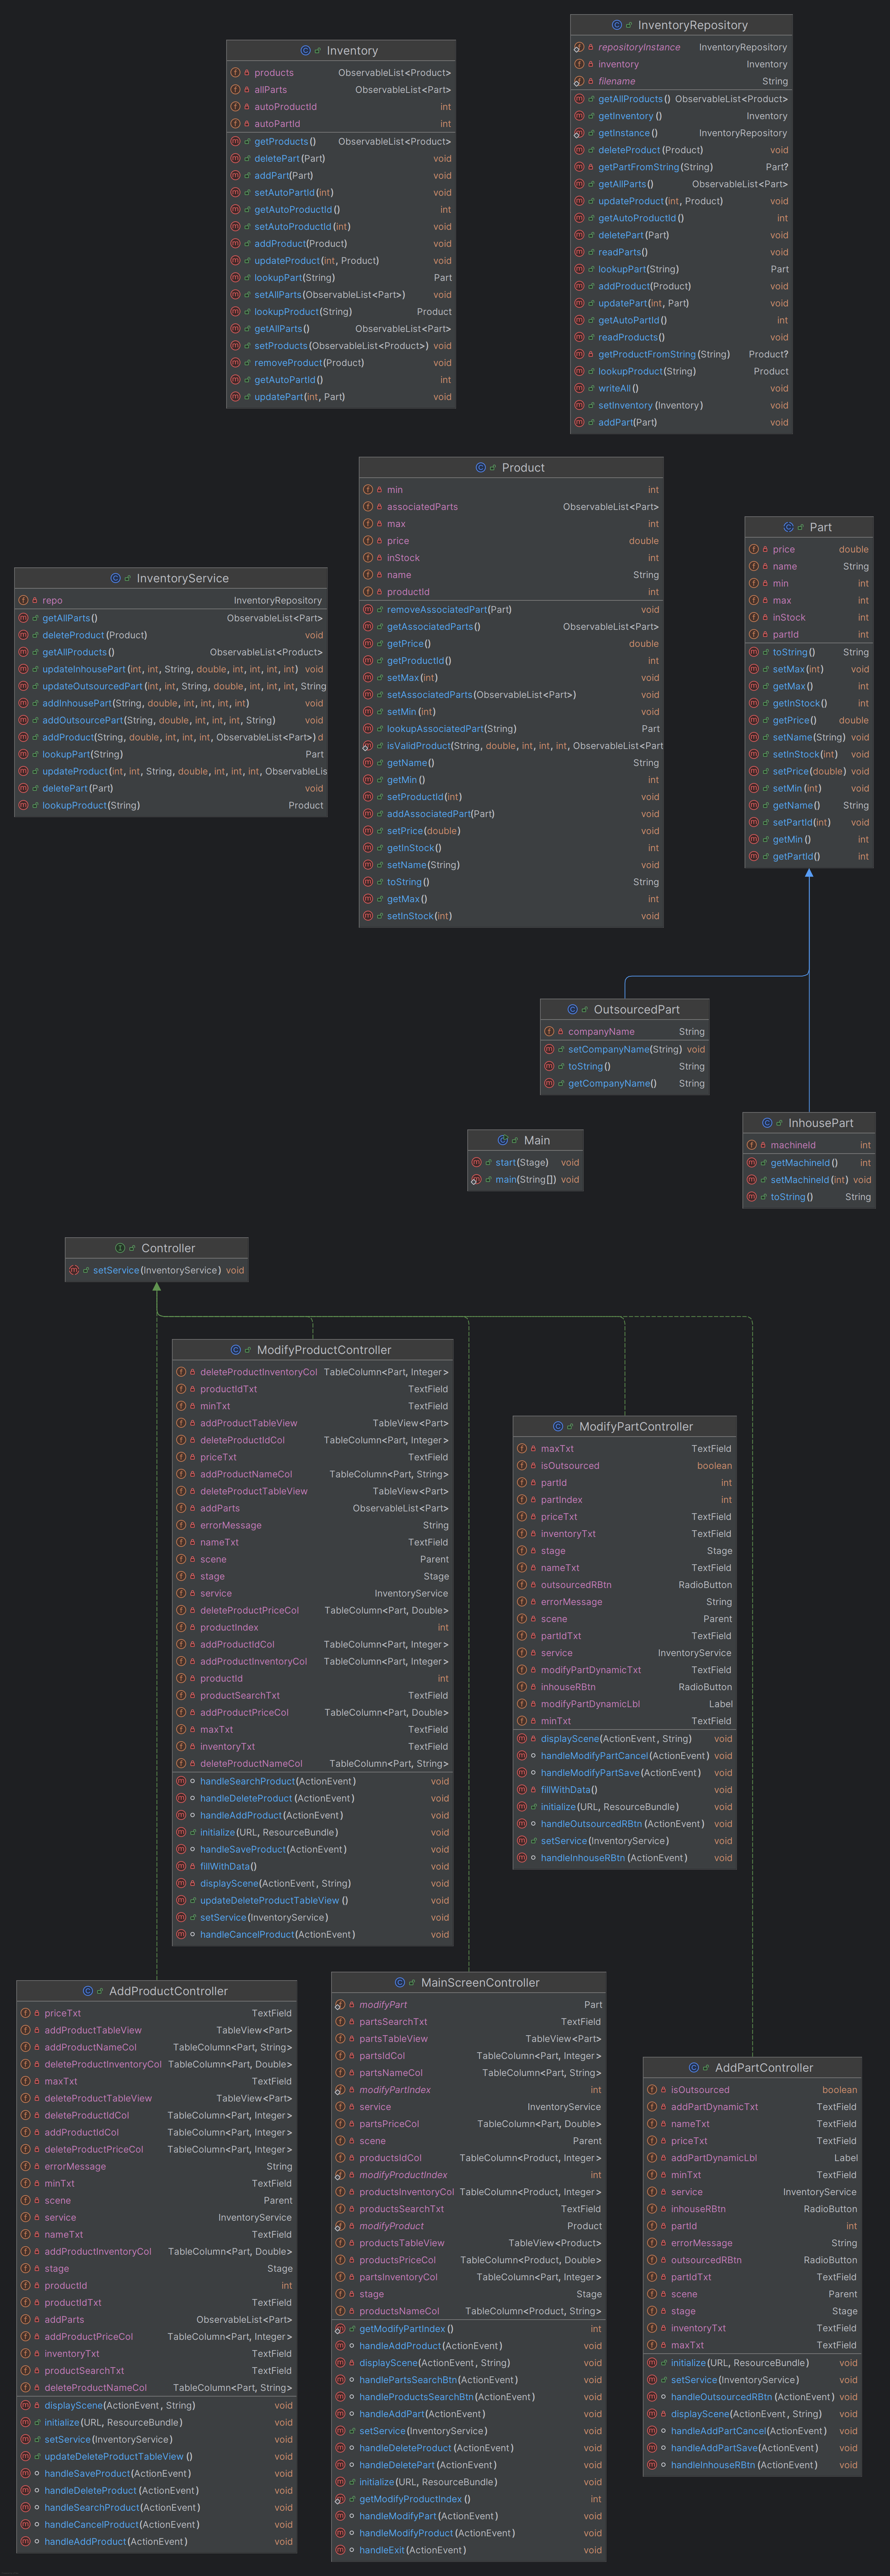 Inventory
products ObservableList<Product>
allParts ObservableList<Part>
autoProductId int
autoPartId int
getProducts() ObservableList<Product>
deletePart(Part) void
addPart(Part) void
setAutoPartId(int) void
getAutoProductId() int
setAutoProductId(int) void
addProduct(Product) void
updateProduct(int, Product) void
lookupPart(String) Part
setAllParts(ObservableList<Part>) void
lookupProduct(String) Product
getAllParts() ObservableList<Part>
setProducts(ObservableList<Product>) void
removeProduct(Product) void
getAutoPartId() int
updatePart(int, Part) void
InventoryRepository
repositoryInstance InventoryRepository
inventory Inventory
filename String
getAllProducts() ObservableList<Product>
getInventory() Inventory
getInstance() InventoryRepository
deleteProduct(Product) void
getPartFromString(String) Part?
getAllParts() ObservableList<Part>
updateProduct(int, Product) void
getAutoProductId() int
deletePart(Part) void
readParts() void
lookupPart(String) Part
addProduct(Product) void
updatePart(int, Part) void
getAutoPartId() int
readProducts() void
getProductFromString(String) Product?
lookupProduct(String) Product
writeAll() void
setInventory(Inventory) void
addPart(Part) void
Product
min int
associatedParts ObservableList<Part>
max int
price double
inStock int
name String
productId int
removeAssociatedPart(Part) void
getAssociatedParts() ObservableList<Part>
getPrice() double
getProductId() int
setMax(int) void
setAssociatedParts(ObservableList<Part>) void
setMin(int) void
lookupAssociatedPart(String) Part
isValidProduct(String, double, int, int, int, ObservableList<Part
getName() String
getMin() int
setProductId(int) void
addAssociatedPart(Part) void
setPrice(double) void
getInStock() int
setName(String) void
toString() String
getMax() int
setInStock(int) void
Part
price double
name String
min int
max int
inStock int
partId int
toString() String
setMax(int) void
getMax() int
getInStock() int
getPrice() double
setName(String) void
setInStock(int) void
setPrice(double) void
setMin(int) void
getName() String
setPartId(int) void
getMin() int
getPartId() int
InventoryService
repo InventoryRepository
getAllParts() ObservableList<Part>
deleteProduct(Product) void
getAllProducts() ObservableList<Product>
updateInhousePart(int, int, String, double, int, int, int, int) void
updateOutsourcedPart(int, int, String, double, int, int, int, String
addInhousePart(String, double, int, int, int, int) void
addOutsourcePart(String, double, int, int, int, String) void
addProduct(String, double, int, int, int, ObservableList<Part>) d
lookupPart(String) Part
updateProduct(int, int, String, double, int, int, int, ObservableLis
deletePart(Part) void
lookupProduct(String) Product
OutsourcedPart
companyName String
setCompanyName(String) void
toString() String
getCompanyName() String
InhousePart
machineId int
getMachineId() int
setMachineId(int) void
toString() String
Main
start(Stage) void
main(String[]) void
Controller
setService(InventoryService) void
ModifyProductController
deleteProductInventoryCol TableColumn<Part, Integer>
productIdTxt TextField
minTxt TextField
addProductTableView TableView<Part>
deleteProductIdCol TableColumn<Part, Integer>
priceTxt TextField
addProductNameCol TableColumn<Part, String>
deleteProductTableView TableView<Part>
addParts ObservableList<Part>
errorMessage String
nameTxt TextField
scene Parent
stage Stage
service InventoryService
deleteProductPriceCol TableColumn<Part, Double>
productIndex int
addProductIdCol TableColumn<Part, Integer>
addProductInventoryCol TableColumn<Part, Integer>
productId int
productSearchTxt TextField
addProductPriceCol TableColumn<Part, Double>
maxTxt TextField
inventoryTxt TextField
deleteProductNameCol TableColumn<Part, String>
handleSearchProduct(ActionEvent) void
handleDeleteProduct(ActionEvent) void
handleAddProduct(ActionEvent) void
initialize(URL, ResourceBundle) void
handleSaveProduct(ActionEvent) void
fillWithData() void
displayScene(ActionEvent, String) void
updateDeleteProductTableView() void
setService(InventoryService) void
handleCancelProduct(ActionEvent) void
ModifyPartController
maxTxt TextField
isOutsourced boolean
partId int
partIndex int
priceTxt TextField
inventoryTxt TextField
stage Stage
nameTxt TextField
outsourcedRBtn RadioButton
errorMessage String
scene Parent
partIdTxt TextField
service InventoryService
modifyPartDynamicTxt TextField
inhouseRBtn RadioButton
modifyPartDynamicLbl Label
minTxt TextField
displayScene(ActionEvent, String) void
handleModifyPartCancel(ActionEvent) void
handleModifyPartSave(ActionEvent) void
fillWithData() void
initialize(URL, ResourceBundle) void
handleOutsourcedRBtn(ActionEvent) void
setService(InventoryService) void
handleInhouseRBtn(ActionEvent) void
AddProductController
priceTxt TextField
addProductTableView TableView<Part>
addProductNameCol TableColumn<Part, String>
deleteProductInventoryCol TableColumn<Part, Double>
maxTxt TextField
deleteProductTableView TableView<Part>
deleteProductIdCol TableColumn<Part, Integer>
addProductIdCol TableColumn<Part, Integer>
deleteProductPriceCol TableColumn<Part, Integer>
errorMessage String
minTxt TextField
scene Parent
service InventoryService
nameTxt TextField
addProductInventoryCol TableColumn<Part, Double>
stage Stage
productId int
productIdTxt TextField
addParts ObservableList<Part>
addProductPriceCol TableColumn<Part, Integer>
inventoryTxt TextField
productSearchTxt TextField
deleteProductNameCol TableColumn<Part, String>
displayScene(ActionEvent, String) void
initialize(URL, ResourceBundle) void
setService(InventoryService) void
updateDeleteProductTableView() void
handleSaveProduct(ActionEvent) void
handleDeleteProduct(ActionEvent) void
handleSearchProduct(ActionEvent) void
handleCancelProduct(ActionEvent) void
handleAddProduct(ActionEvent) void
MainScreenController
modifyPart Part
partsSearchTxt TextField
partsTableView TableView<Part>
partsIdCol TableColumn<Part, Integer>
partsNameCol TableColumn<Part, String>
modifyPartIndex int
service InventoryService
partsPriceCol TableColumn<Part, Double>
scene Parent
productsIdCol TableColumn<Product, Integer>
modifyProductIndex int
productsInventoryCol TableColumn<Product, Integer>
productsSearchTxt TextField
modifyProduct Product
productsTableView TableView<Product>
productsPriceCol TableColumn<Product, Double>
partsInventoryCol TableColumn<Part, Integer>
stage Stage
productsNameCol TableColumn<Product, String>
getModifyPartIndex() int
handleAddProduct(ActionEvent) void
displayScene(ActionEvent, String) void
handlePartsSearchBtn(ActionEvent) void
handleProductsSearchBtn(ActionEvent) void
handleAddPart(ActionEvent) void
setService(InventoryService) void
handleDeleteProduct(ActionEvent) void
handleDeletePart(ActionEvent) void
initialize(URL, ResourceBundle) void
getModifyProductIndex() int
handleModifyPart(ActionEvent) void
handleModifyProduct(ActionEvent) void
handleExit(ActionEvent) void
AddPartController
isOutsourced boolean
addPartDynamicTxt TextField
nameTxt TextField
priceTxt TextField
addPartDynamicLbl Label
minTxt TextField
service InventoryService
inhouseRBtn RadioButton
partId int
errorMessage String
outsourcedRBtn RadioButton
partIdTxt TextField
scene Parent
stage Stage
inventoryTxt TextField
maxTxt TextField
initialize(URL, ResourceBundle) void
setService(InventoryService) void
handleOutsourcedRBtn(ActionEvent) void
displayScene(ActionEvent, String) void
handleAddPartCancel(ActionEvent) void
handleAddPartSave(ActionEvent) void
handleInhouseRBtn(ActionEvent) void